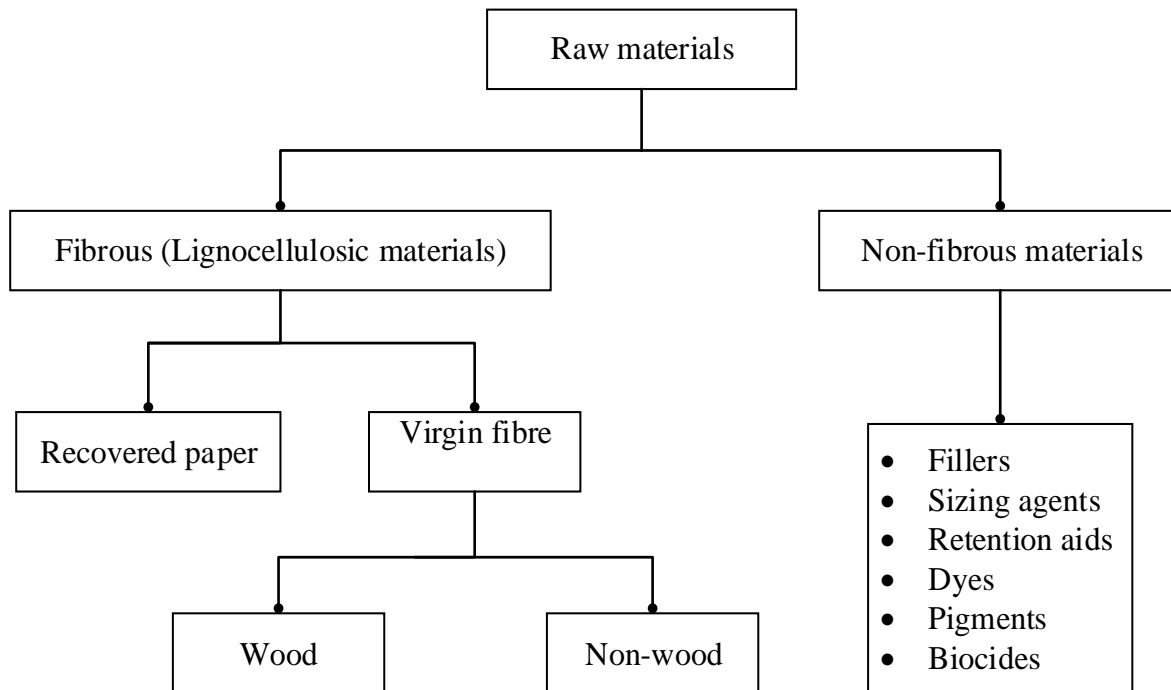 Raw materials
Fibrous (Lignocellulosic materials)
Non-fibrous materials
Recovered paper
Virgin fibre
• Fillers
• Sizing agents
• Retention aids
• Dyes
• Pigments
• Biocides
Wood
Non-wood